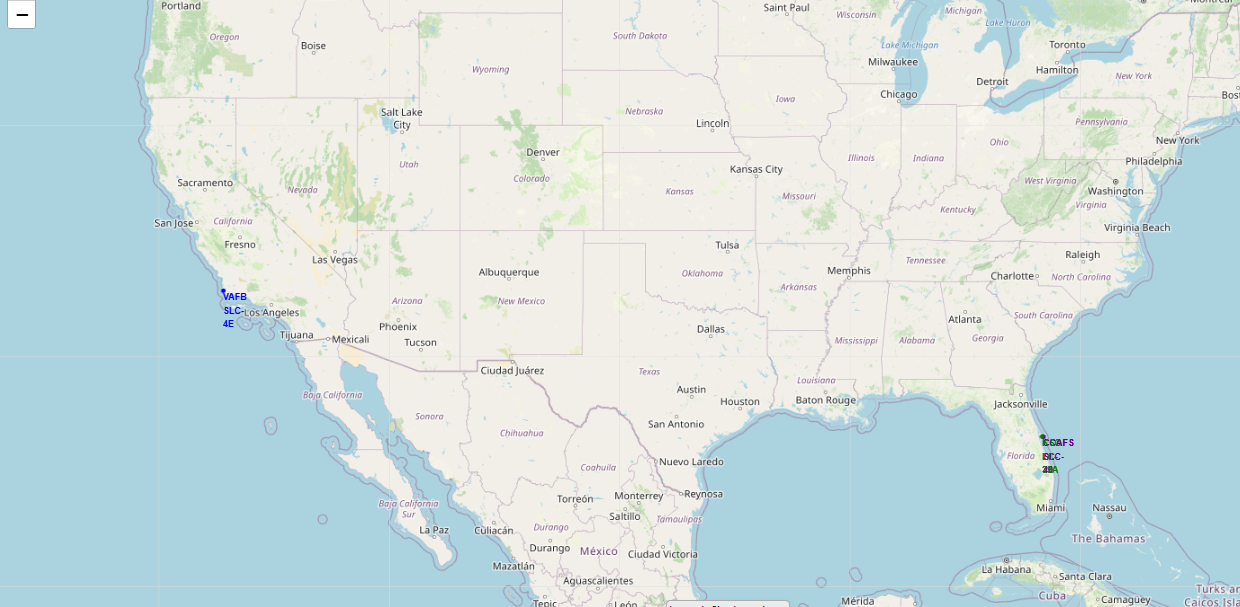 −
Portland
Oregon
Boise
Wyoming
South Dakota
Saint Paul
Wisconsin
Michigan
Lake Huron
Lake Michigan
Milwaukee
Toronto
Hamilton
Detroit
Chicago
New York
Salt Lake
City
Nebraska
Iowa
Lincoln
Pennsylvania
New York
Denver
Colorado
Utah
Nevada
Sacramento
Kansas City
Kansas
Missouri
Illinois
Indiana
Ohio
Philadelphia
West Virginia
Washington
Virginia
San Jose
California
Fresno
Kentucky
Virginia Beach
Las Vegas
Tulsa
Raleigh
Albuquerque
Oklahoma
Memphis
Tennessee
Charlotte
North Carolina
VAFB
SLC-
4E
Los Angeles
Arizona
New Mexico
Arkansas
South Carolina
Tijuana
Mexicali
Phoenix
Tucson
Dallas
Atlanta
Georgia
Mississippi
Alabama
Ciudad Juárez
Texas
Louisiana
Baja California
Austin
Houston
Baton Rouge
Jacksonville
Sonora
Chihuahua
San Antonio
Florida
Coahuila
Nuevo Laredo
Baja California
Sur
Torreón
Monterrey
Reynosa
Miami
Nassau
La Paz
Culiacán
Durango
Saltillo
Tamaulipas
The Bahamas
Durango
México
Ciudad Victoria
Mazatlán
Aguascalientes
La Habana
Santa Clara
Turks and
Caicos Isl
Tepic
León
Mérida
Cuba
Camagüey